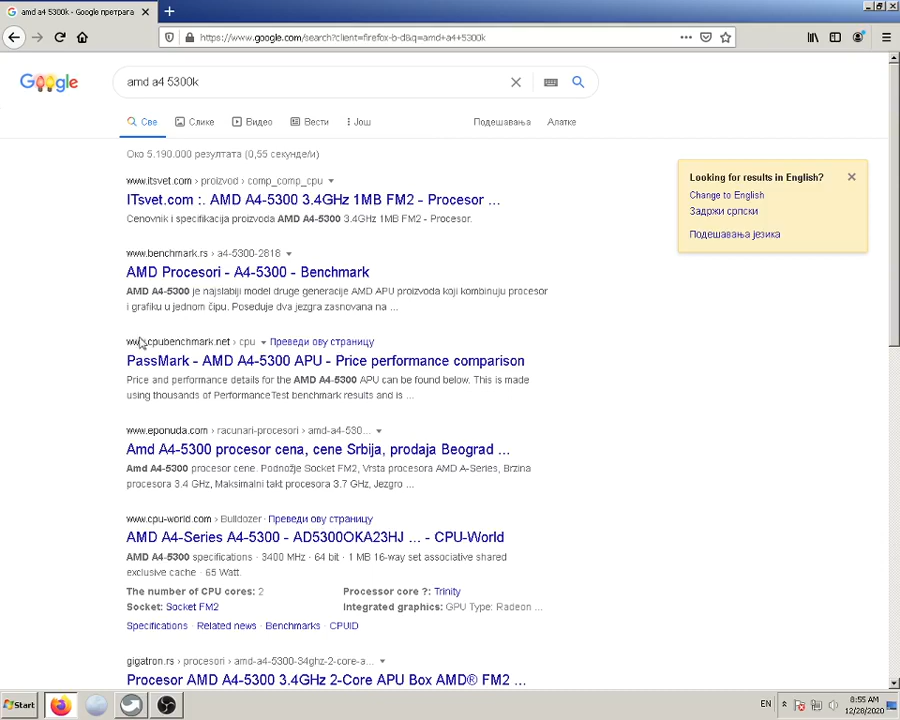 amd a4 5300k - Google претрага
https://www.google.com/search?client=firefox-b-d&q=amd+a4+5300k
Google
amd a4 5300k
Све Слике Видео Вести Још Подешавања Алатке
Око 5.190.000 резултата (0,55 секунде/и)
www.itsvet.com › proizvod › comp_comp_cpu
ITsvet.com :. AMD A4-5300 3.4GHz 1MB FM2 - Procesor ...
Cenovnik i specifikacija proizvoda AMD A4-5300 3.4GHz 1MB FM2 - Procesor.
www.benchmark.rs › a4-5300-2818
AMD Procesori - A4-5300 - Benchmark
AMD A4-5300 je najslabiji model druge generacije AMD APU proizvoda koji kombinuju procesor
i grafiku u jednom čipu. Poseduje dva jezgra zasnovana na ...
www.cpubenchmark.net › cpu Преведи ову страницу
PassMark - AMD A4-5300 APU - Price performance comparison
Price and performance details for the AMD A4-5300 APU can be found below. This is made
using thousands of PerformanceTest benchmark results and is ...
www.eponuda.com › racunari-procesori › amd-a4-530...
Amd A4-5300 procesor cena, cene Srbija, prodaja Beograd ...
Amd A4-5300 procesor cene. Podnožje Socket FM2, Vrsta procesora AMD A-Series, Brzina
procesora 3.4 GHz, Maksimalni takt procesora 3.7 GHz, Jezgro ...
www.cpu-world.com › Bulldozer · Преведи ову страницу
AMD A4-Series A4-5300 - AD5300OKA23HJ ... - CPU-World
AMD A4-5300 specifications · 3400 MHz · 64 bit · 1 MB 16-way set associative shared
exclusive cache · 65 Watt.
The number of CPU cores: 2 Processor core ?: Trinity
Socket: Socket FM2 Integrated graphics: GPU Type: Radeon ...
Specifications · Related news · Benchmarks · CPUID
gigatron.rs › procesori › amd-a4-5300-34ghz-2-core-a...
Procesor AMD A4-5300 3.4GHz 2-Core APU Box AMD® FM2 ...
Looking for results in English?
Change to English
Задржи српски
Подешавања језика
Start
EN
8:55 AM
12/28/2020